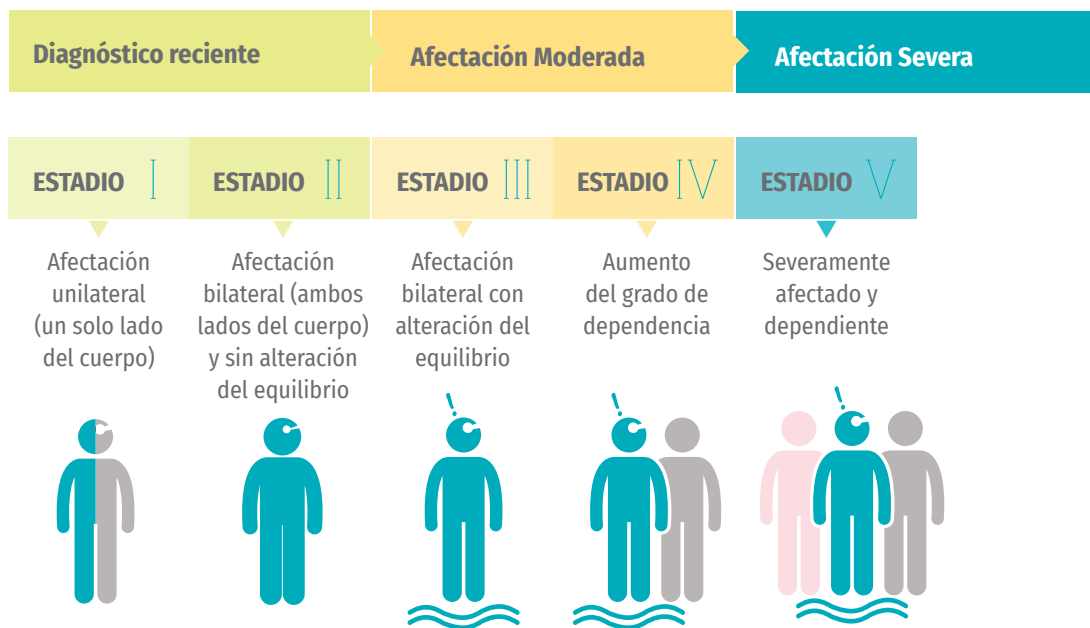 Diagnóstico reciente
Afectación Moderada
Afectación Severa
ESTADIO I
ESTADIO II
ESTADIO III
ESTADIO IV
ESTADIO V
Afectación
unilateral
(un solo lado
del cuerpo)
Afectación
bilateral (ambos
lados del cuerpo)
y sin alteración
del equilibrio
Afectación
bilateral con
alteración del
equilibrio
Aumento
del grado de
dependencia
Severamente
afectado y
dependiente